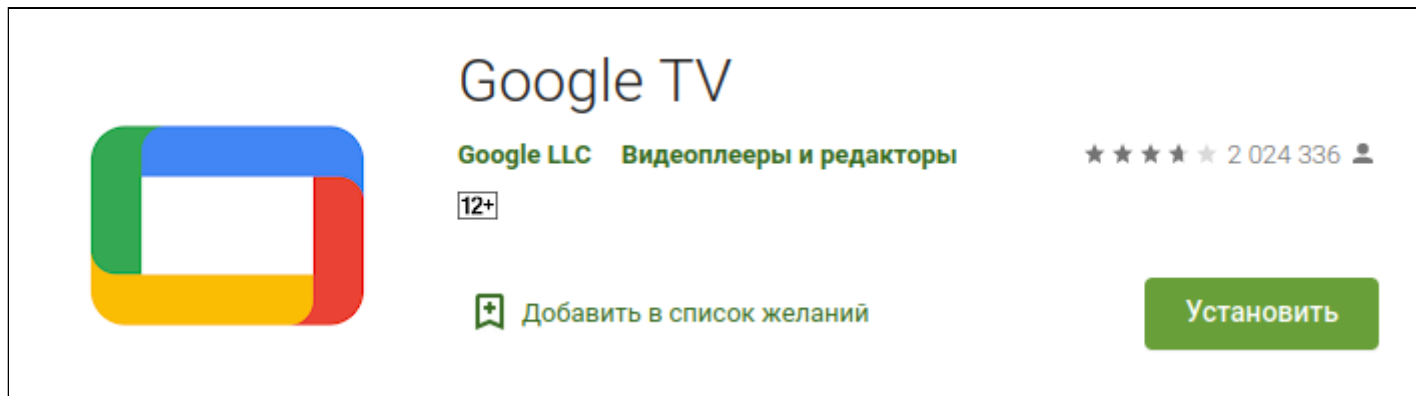 Google TV
Google LLC Видеоплееры и редакторы 2 024 336
12+
Добавить в список желаний Установить